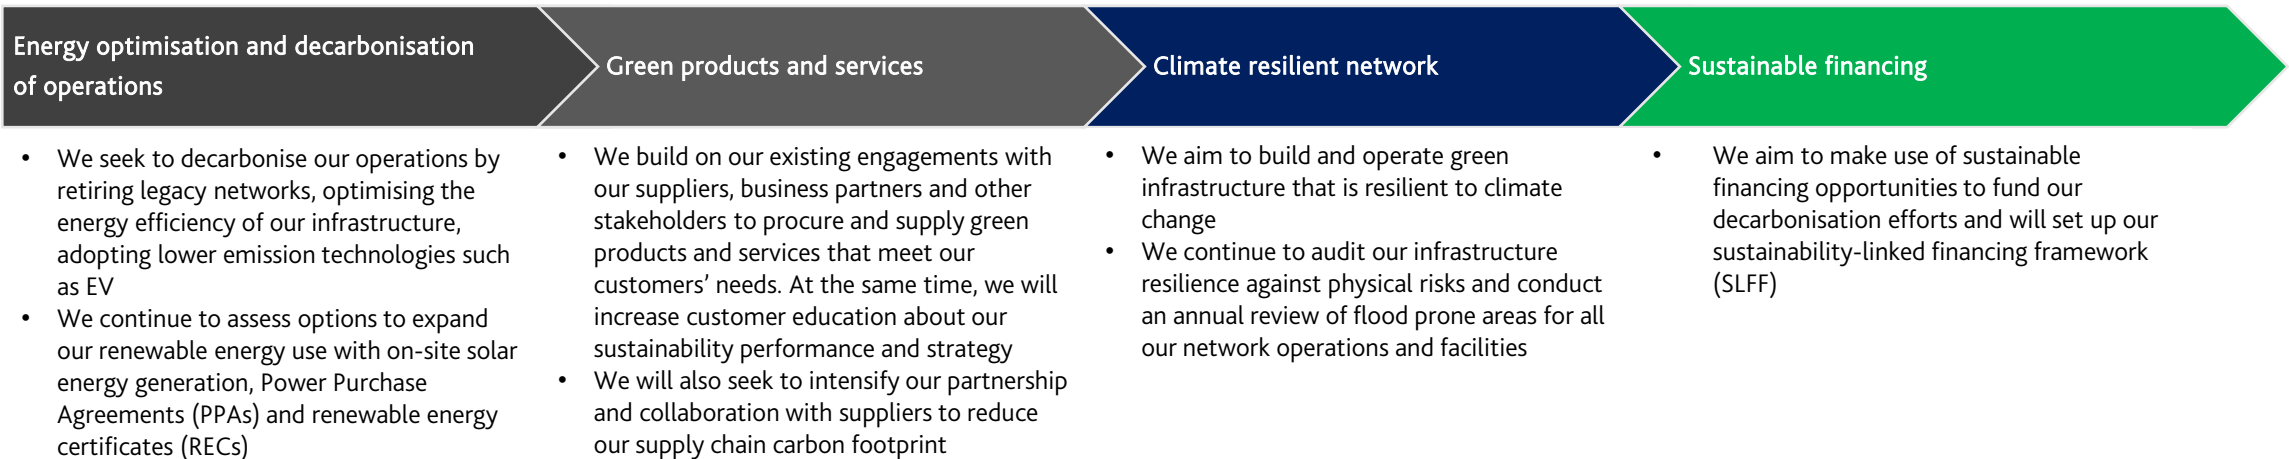 Energy optimisation and decarbonisation
of operations
Green products and services
Climate resilient network
Sustainable financing
• We seek to decarbonise our operations by
retiring legacy networks, optimising the
energy efficiency of our infrastructure,
adopting lower emission technologies such
as EV
• We continue to assess options to expand
our renewable energy use with on-site solar
energy generation, Power Purchase
Agreements (PPAs) and renewable energy
certificates (RECs)
• We build on our existing engagements with
our suppliers, business partners and other
stakeholders to procure and supply green
products and services that meet our
customers’ needs. At the same time, we will
increase customer education about our
sustainability performance and strategy
• We will also seek to intensify our partnership
and collaboration with suppliers to reduce
our supply chain carbon footprint
• We aim to build and operate green
infrastructure that is resilient to climate
change
• We continue to audit our infrastructure
resilience against physical risks and conduct
an annual review of flood prone areas for all
our network operations and facilities
• We aim to make use of sustainable
financing opportunities to fund our
decarbonisation efforts and will set up our
sustainability-linked financing framework
(SLFF)